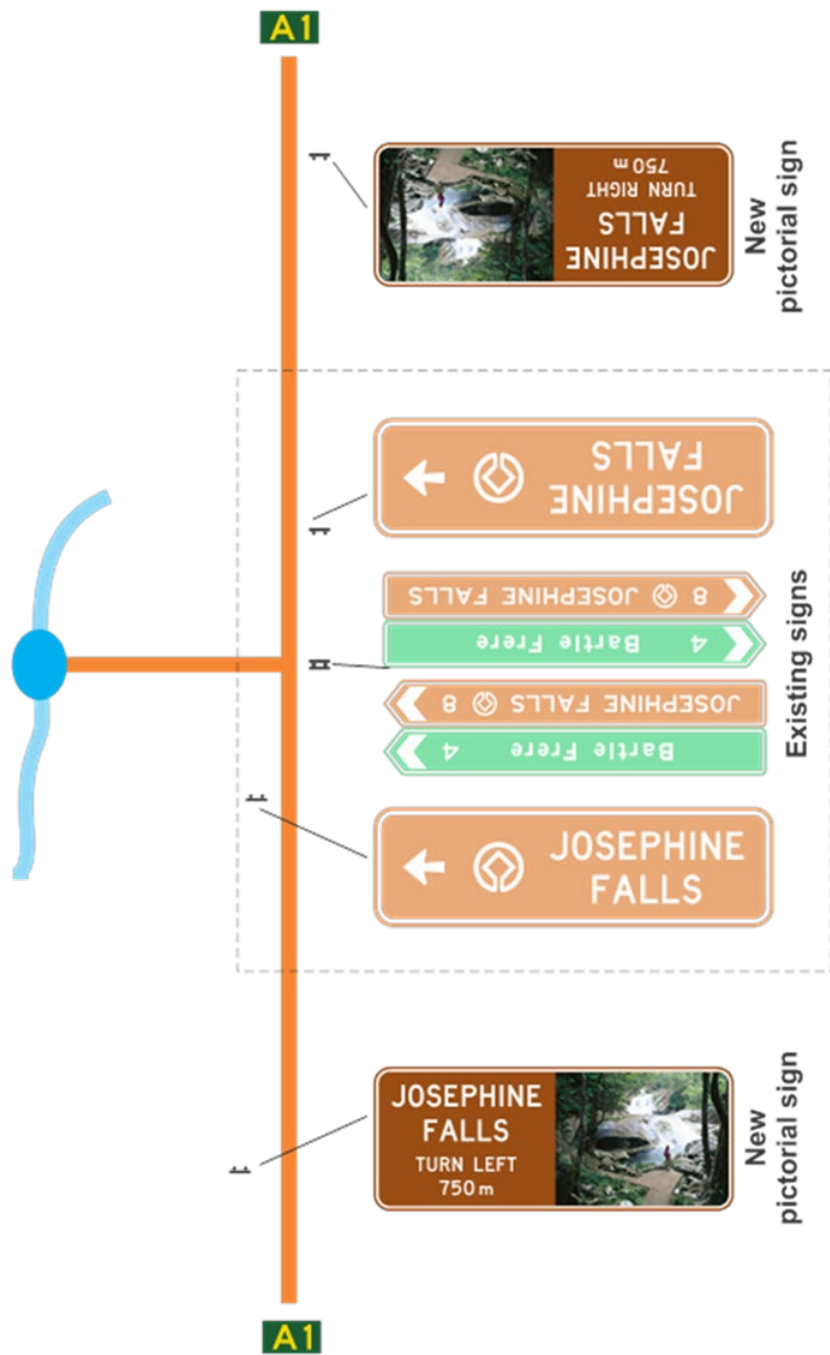 A1
JOSEPHINE
FALLS
TURN RIGHT
750 m
New
pictorial sign
JOSEPHINE
FALLS
8 JOSEPHINE FALLS
4 Bartle Frere
JOSEPHINE FALLS 8
Bartle Frere 4
Existing signs
JOSEPHINE
FALLS
JOSEPHINE
FALLS
TURN LEFT
750 m
New
pictorial sign
A1